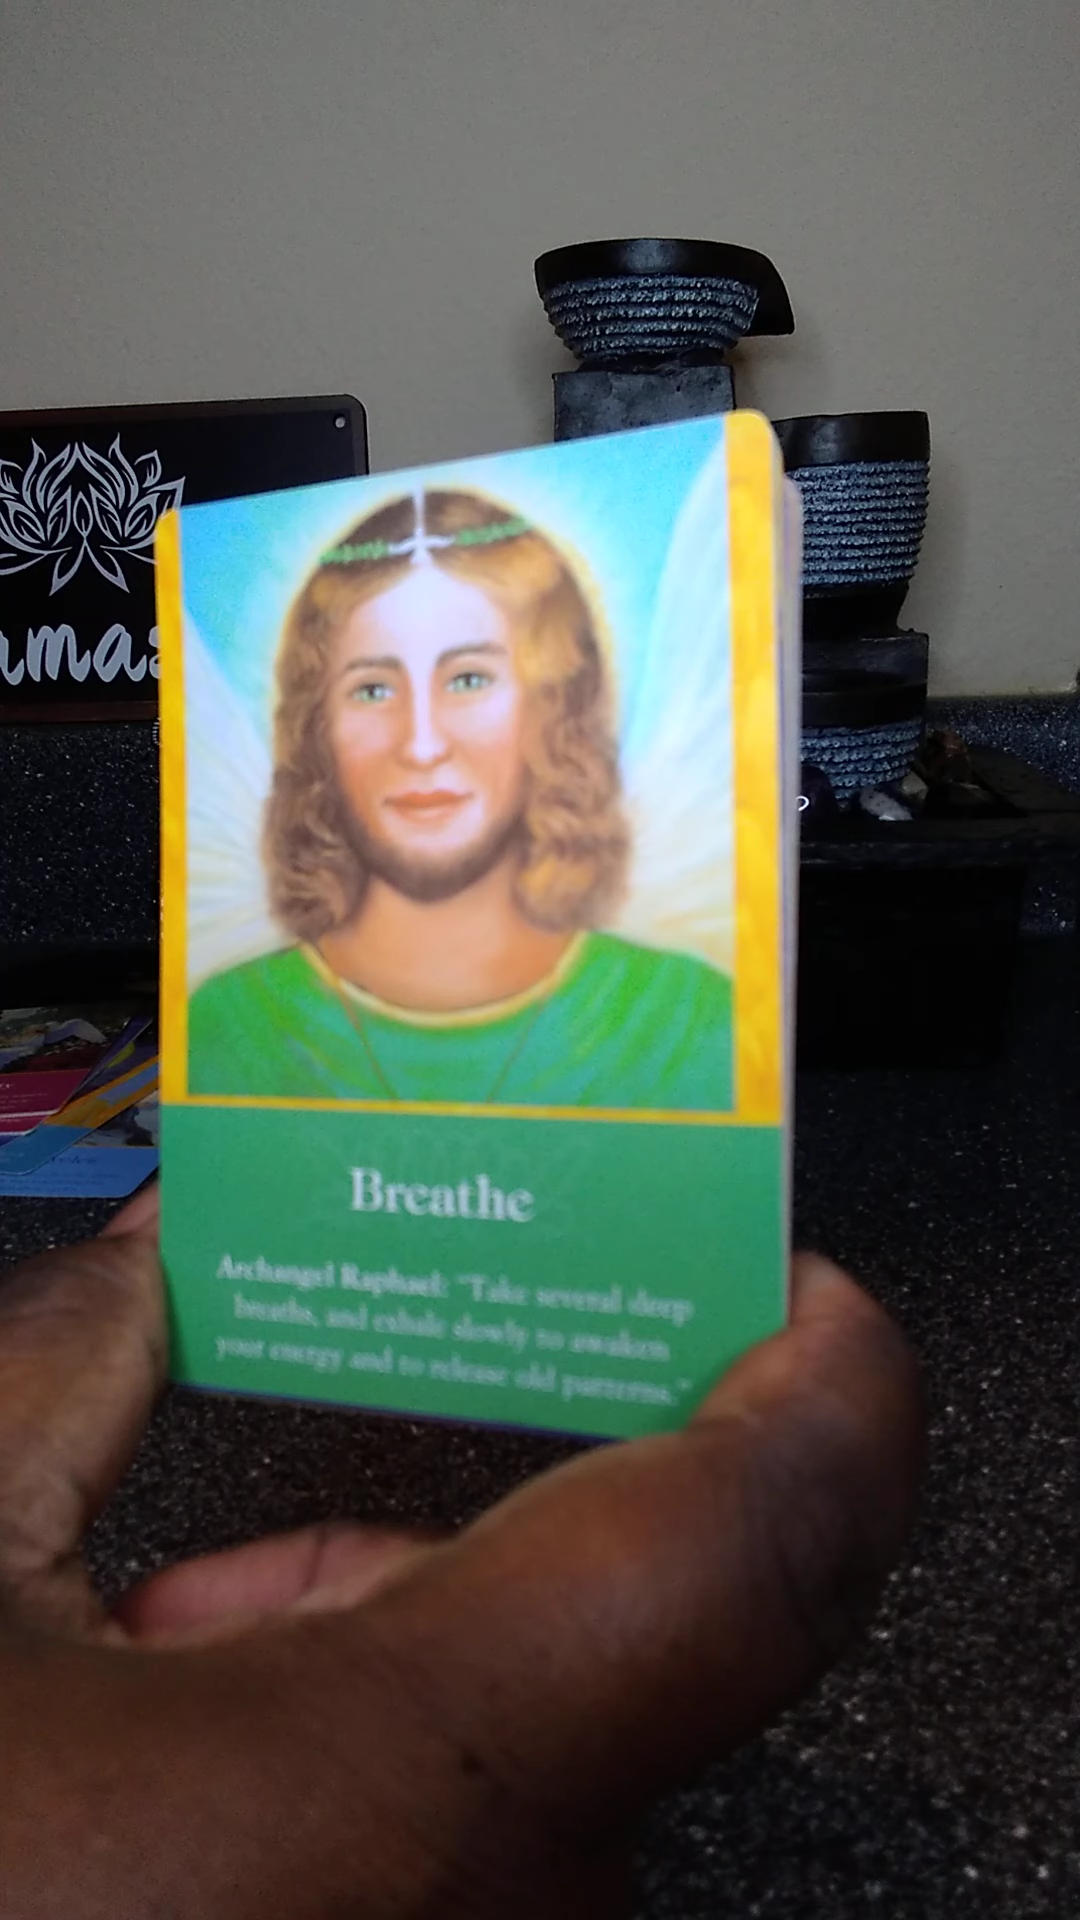 amas
Breathe
Archangel Raphael: "Take several deep
breaths, and exhale slowly to awaken
your energy and to release old patterns."